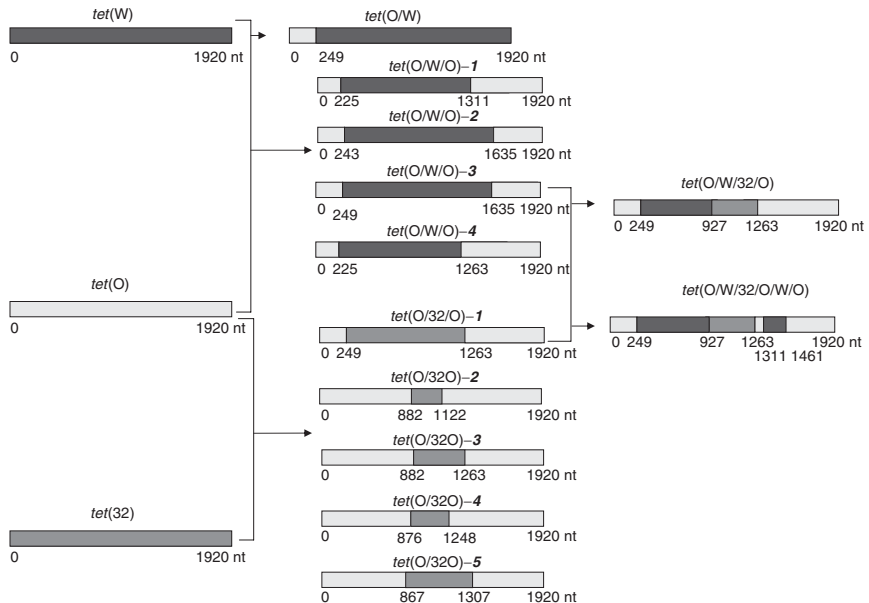 tet(W)
0 1920 nt
tet(O)
0 1920 nt
tet(32)
0 1920 nt
tet(O/W)
0 249 1920 nt
tet(O/W/O)–1
0 225 1311 1920 nt
tet(O/W/O)–2
0 243 1635 1920 nt
tet(O/W/O)–3
0 249 1635 1920 nt
tet(O/W/O)–4
0 225 1263 1920 nt
tet(O/32/O)–1
0 249 1263 1920 nt
tet(O/32O)–2
0 882 1122 1920 nt
tet(O/32O)–3
0 882 1263 1920 nt
tet(O/32O)–4
0 876 1248 1920 nt
tet(O/32O)–5
0 867 1307 1920 nt
tet(O/W/32/O)
0 249 927 1263 1920 nt
tet(O/W/32/O/W/O)
0 249 927 1263 1920 nt
1311 1461